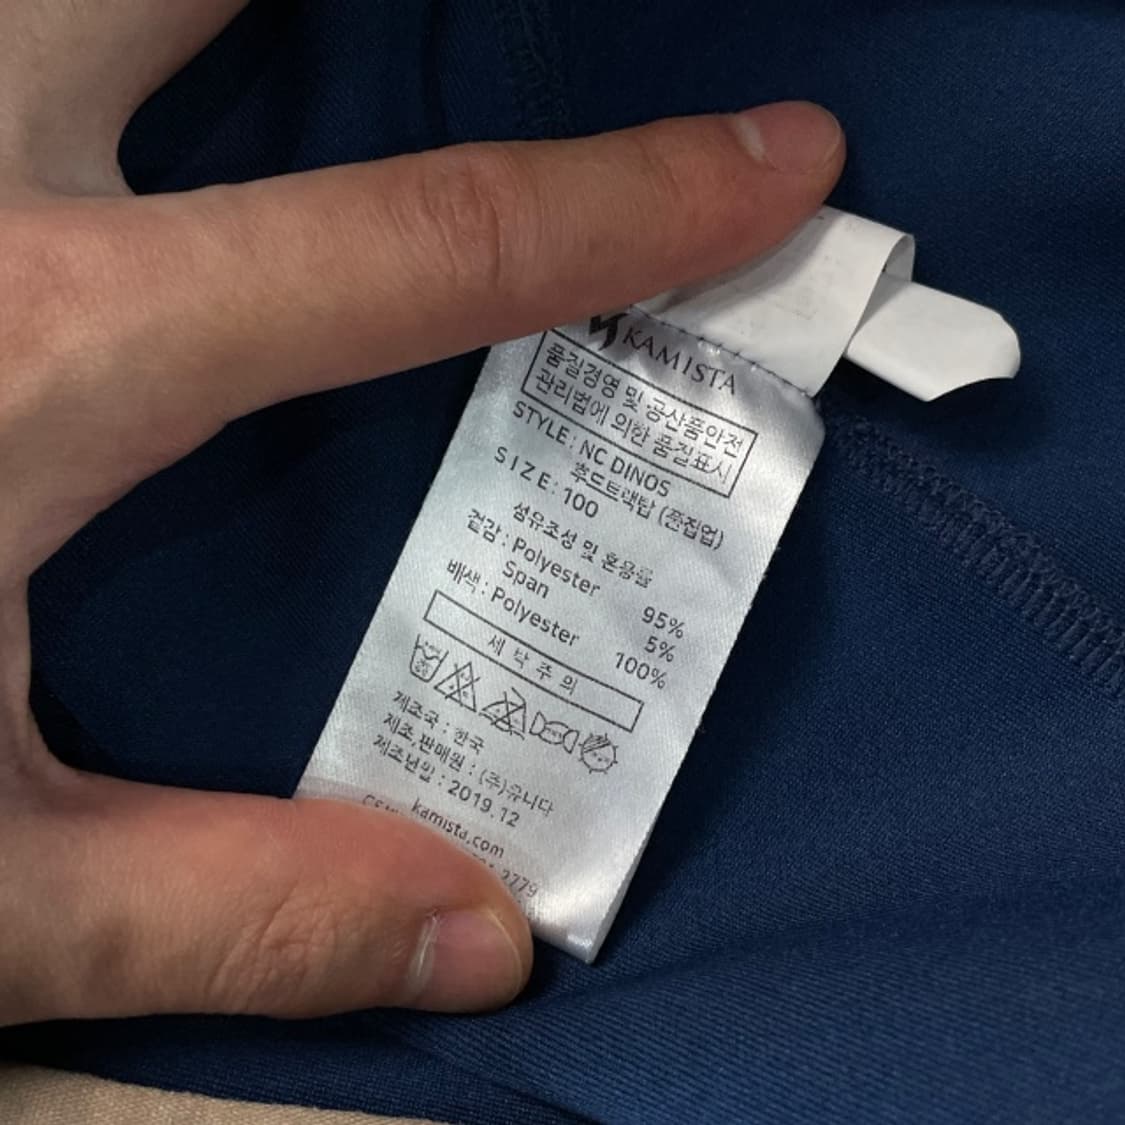 KAMISTA
품질경영 및 공산품안전
관리법에 의한 품질표시
STYLE : NC DINOS
후드트랙탑 (풀집업)
SIZE : 100
섬유조성 및 혼용률
겉감 : Polyester 95%
Span 5%
배색 : Polyester 100%
세 탁 주 의
제조국 : 한국
제조,판매원 : (주)유니다
제조년월 : 2019.12
kamista.com
2779